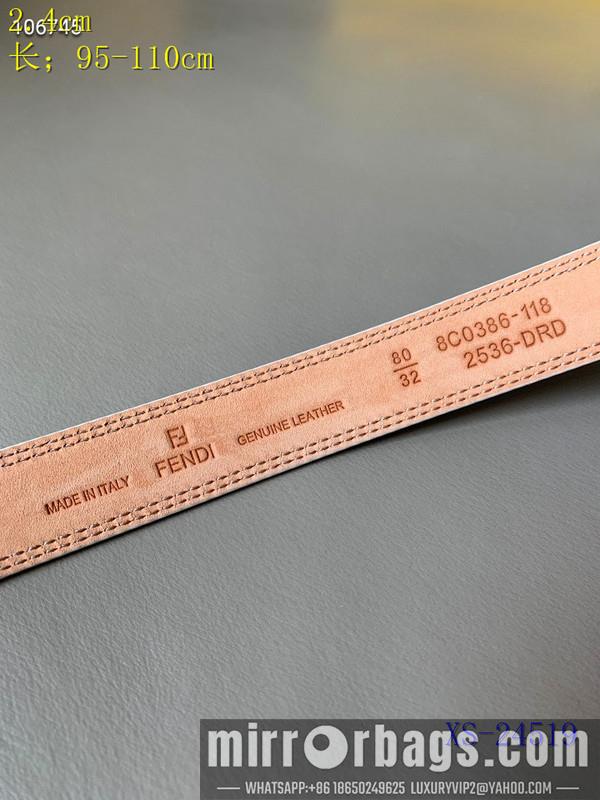 106745
2.4cm
长；95-110cm
80
32
8C0386-118
2536-DRD
FENDI
GENUINE LEATHER
MADE IN ITALY
XS-24519
mirrorbags.com
WHATSAPP:+86 18650249625 LUXURYVIP2@YAHOO.COM